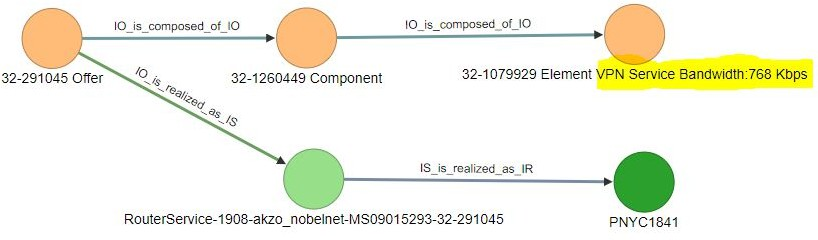 IO_is_composed_of_IO
IO_is_composed_of_IO
32-291045 Offer
32-1260449 Component
32-1079929 Element VPN Service Bandwidth:768 Kbps
IO_is_realized_as_IS
IS_is_realized_as_IR
RouterService-1908-akzo_nobelnet-MS09015293-32-291045
PNYC1841